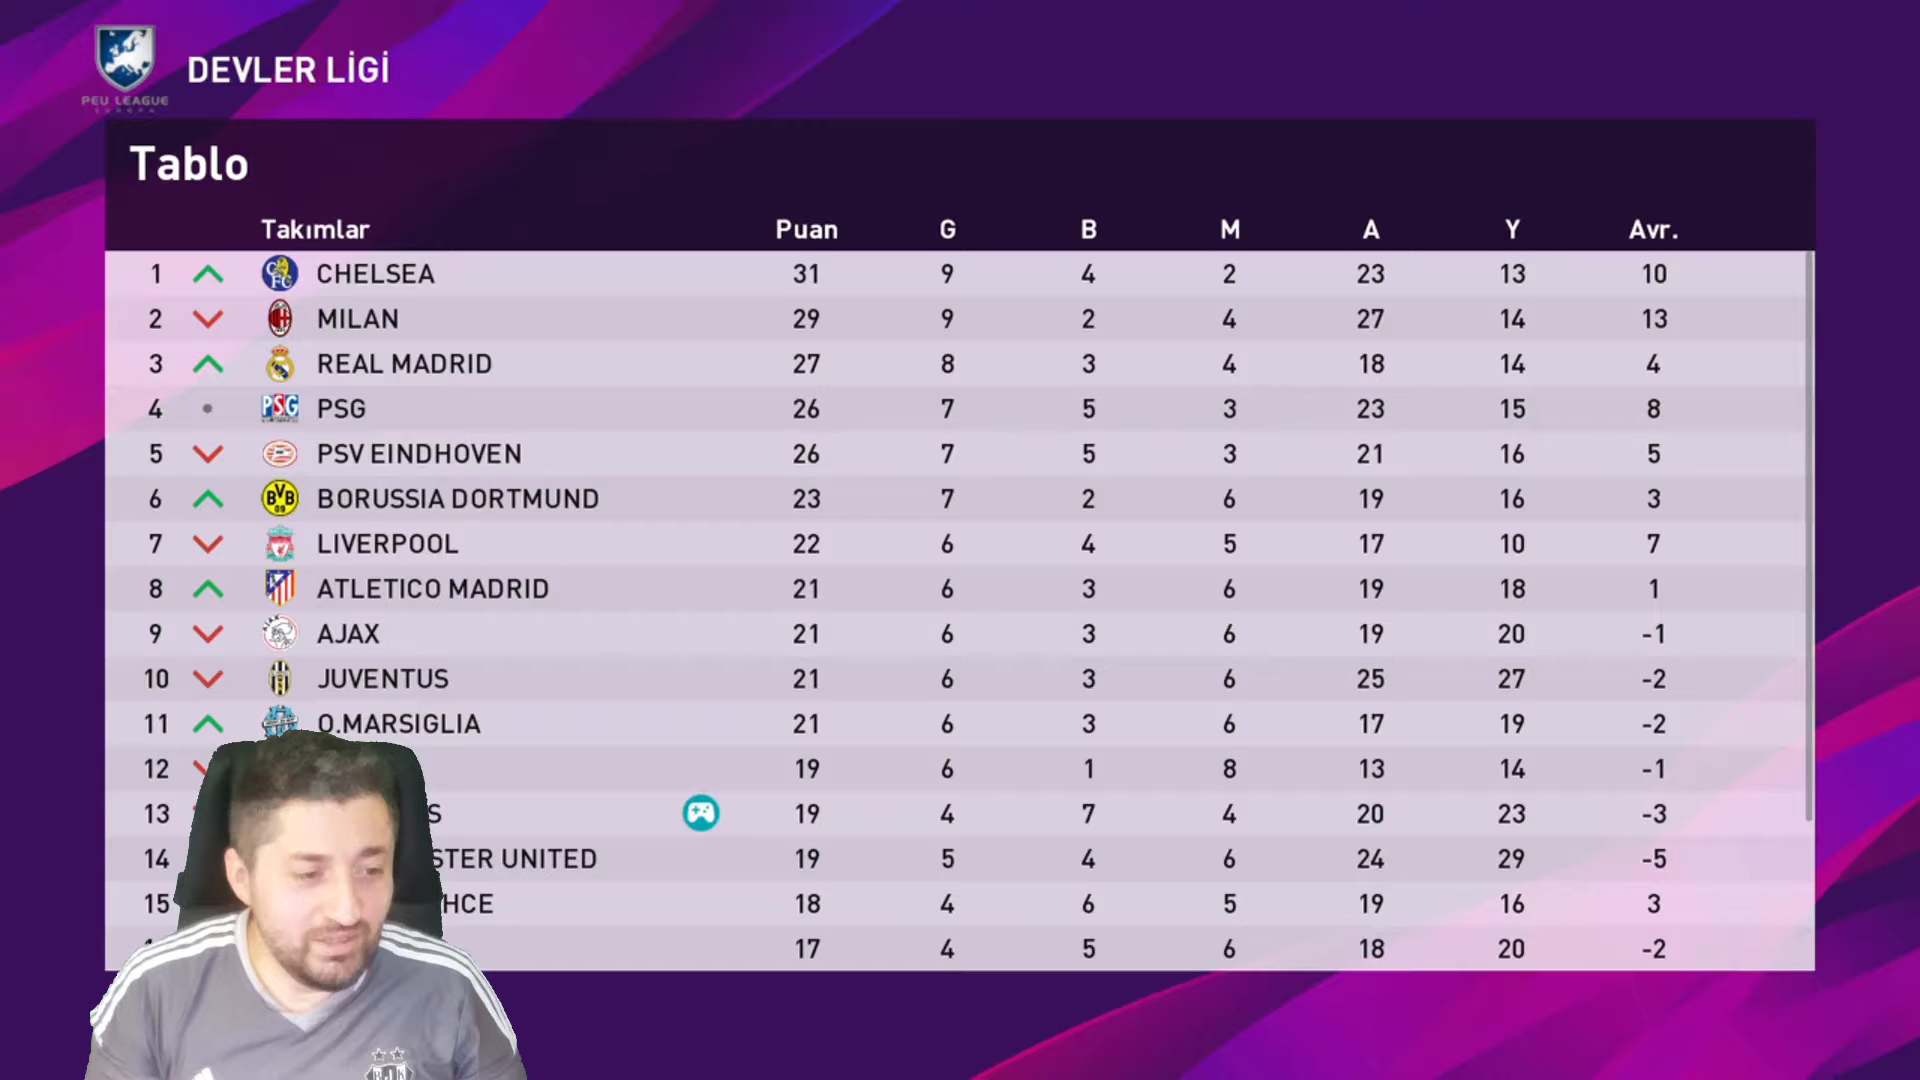 PEU LEAGUE
DEVLER LİGİ
Tablo
Takımlar Puan G B M A Y Avr.
1 CHELSEA 31 9 4 2 23 13 10
2 MILAN 29 9 2 4 27 14 13
3 REAL MADRID 27 8 3 4 18 14 4
4 PSG PSG 26 7 5 3 23 15 8
5 PSV EINDHOVEN 26 7 5 3 21 16 5
6 BVB 09 BORUSSIA DORTMUND 23 7 2 6 19 16 3
7 LIVERPOOL 22 6 4 5 17 10 7
8 ATLETICO MADRID 21 6 3 6 19 18 1
9 AJAX 21 6 3 6 19 20 -1
10 JUVENTUS 21 6 3 6 25 27 -2
11 O.MARSIGLIA 21 6 3 6 17 19 -2
12 19 6 1 8 13 14 -1
13 S 19 4 7 4 20 23 -3
14 STER UNITED 19 5 4 6 24 29 -5
15 HCE 18 4 6 5 19 16 3
17 4 5 6 18 20 -2
BJK